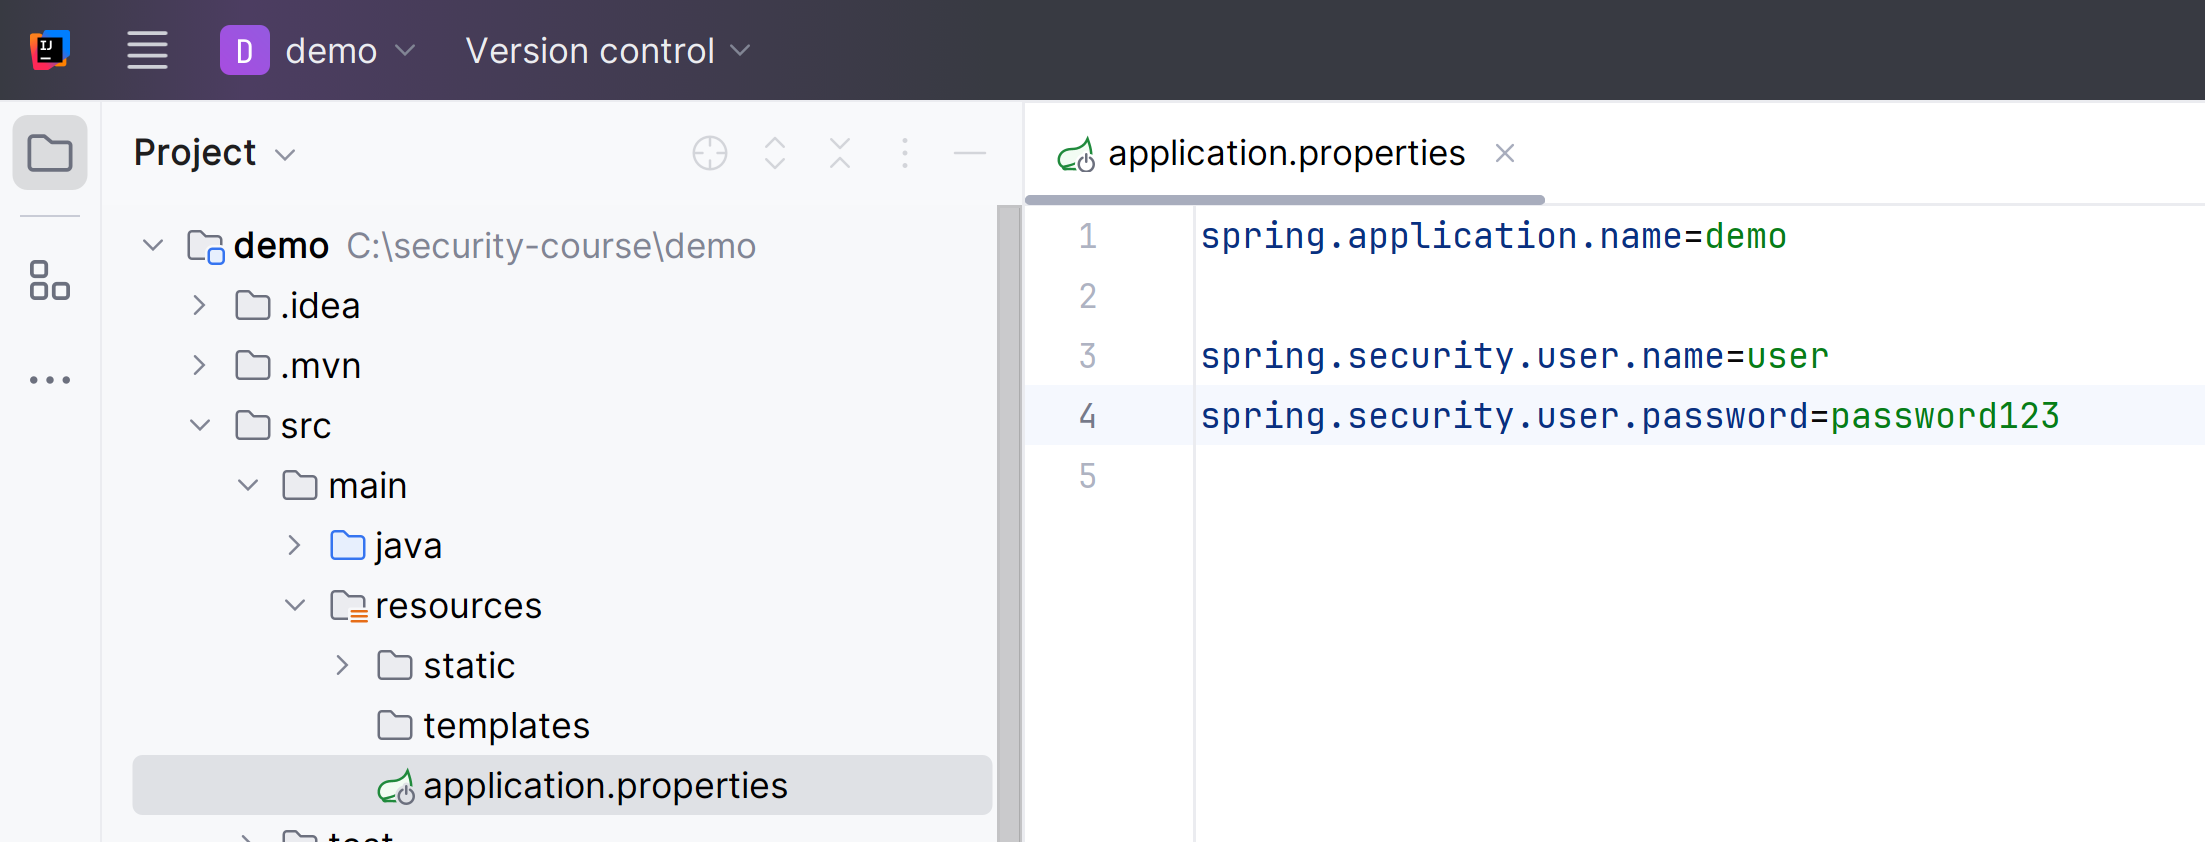 IJ
D demo Version control
Project
application.properties
demo C:\security-course\demo
.idea
.mvn
src
main
java
resources
static
templates
application.properties
test
1 spring.application.name=demo
2
3 spring.security.user.name=user
4 spring.security.user.password=password123
5